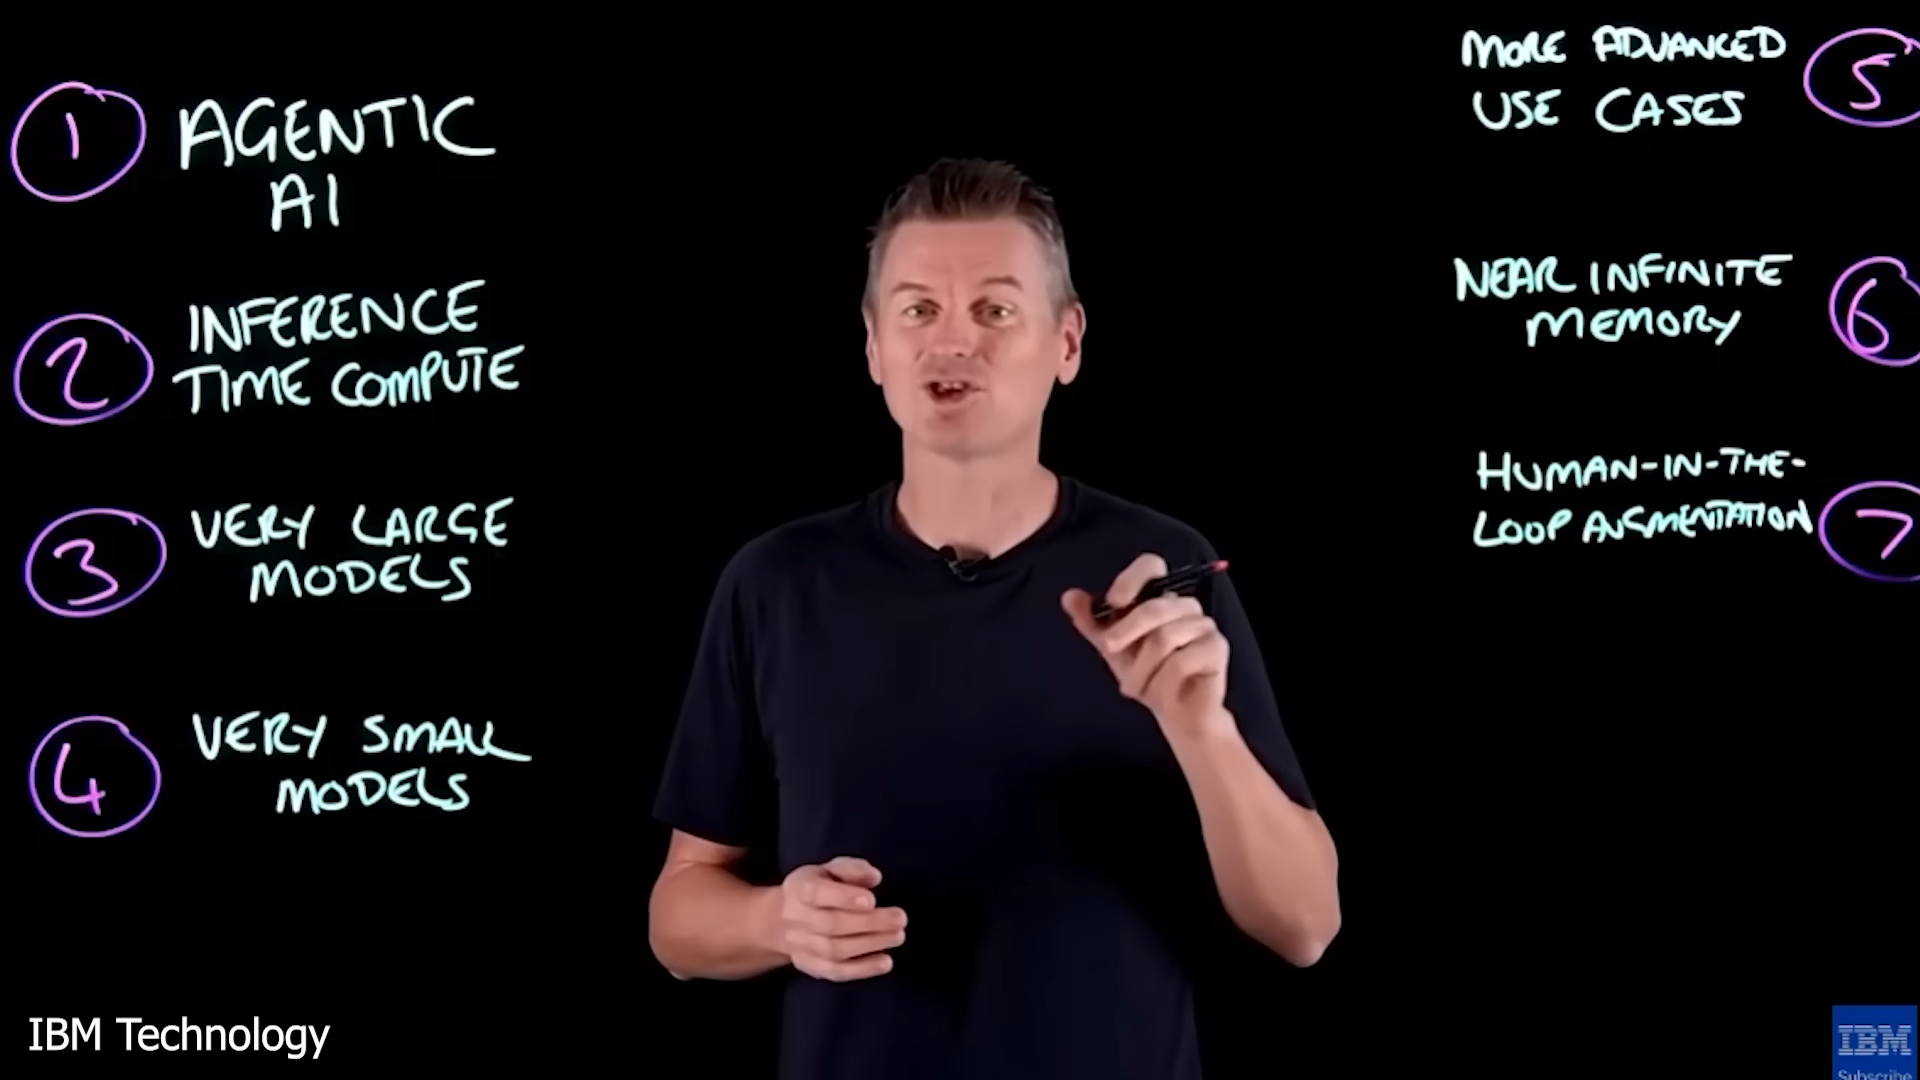 1
AGENTIC
AI
2
INFERENCE
TIME COMPUTE
3
VERY LARGE
MODELS
4
VERY SMALL
MODELS
MORE ADVANCED
USE CASES
5
NEAR INFINITE
MEMORY
6
HUMAN-IN-THE-
LOOP AUGMENTATION
7
IBM Technology
IBM
Subscribe